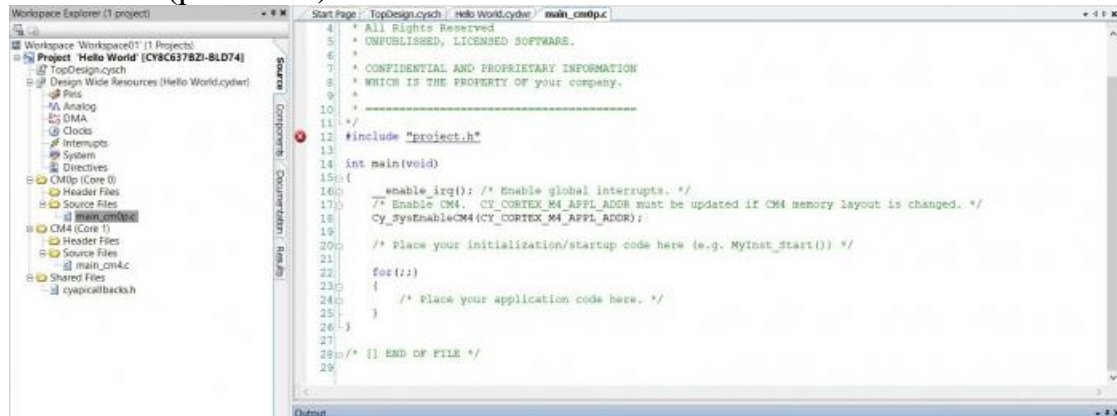 Workspace Explorer (1 project)
Workspace 'Workspace01' (1 Projects)
Project 'Hello World' [CY8C637BZI-BLD74]
TopDesign.cysch
Design Wide Resources (Hello World.cydwr)
Pins
Analog
DMA
Clocks
Interrupts
System
Directives
CM0p (Core 0)
Header Files
Source Files
main_cm0p.c
CM4 (Core 1)
Header Files
Source Files
main_cm4.c
Shared Files
cyapicallbacks.h
Source
Components
Documentation
Results
Start Page TopDesign.cysch Hello World.cydwr main_cm0p.c
4 * All Rights Reserved
5 * UNPUBLISHED, LICENSED SOFTWARE.
6 *
7 * CONFIDENTIAL AND PROPRIETARY INFORMATION
8 * WHICH IS THE PROPERTY OF your company.
9 *
10 * ========================================
11 */
12 #include "project.h"
13
14 int main(void)
15 {
16 __enable_irq(); /* Enable global interrupts. */
17 /* Enable CM4. CY_CORTEX_M4_APPL_ADDR must be updated if CM4 memory layout is changed. */
18 Cy_SysEnableCM4(CY_CORTEX_M4_APPL_ADDR);
19
20 /* Place your initialization/startup code here (e.g. MyInst_Start()) */
21
22 for(;;)
23 {
24 /* Place your application code here. */
25 }
26 }
27
28 /* [] END OF FILE */
29
Output